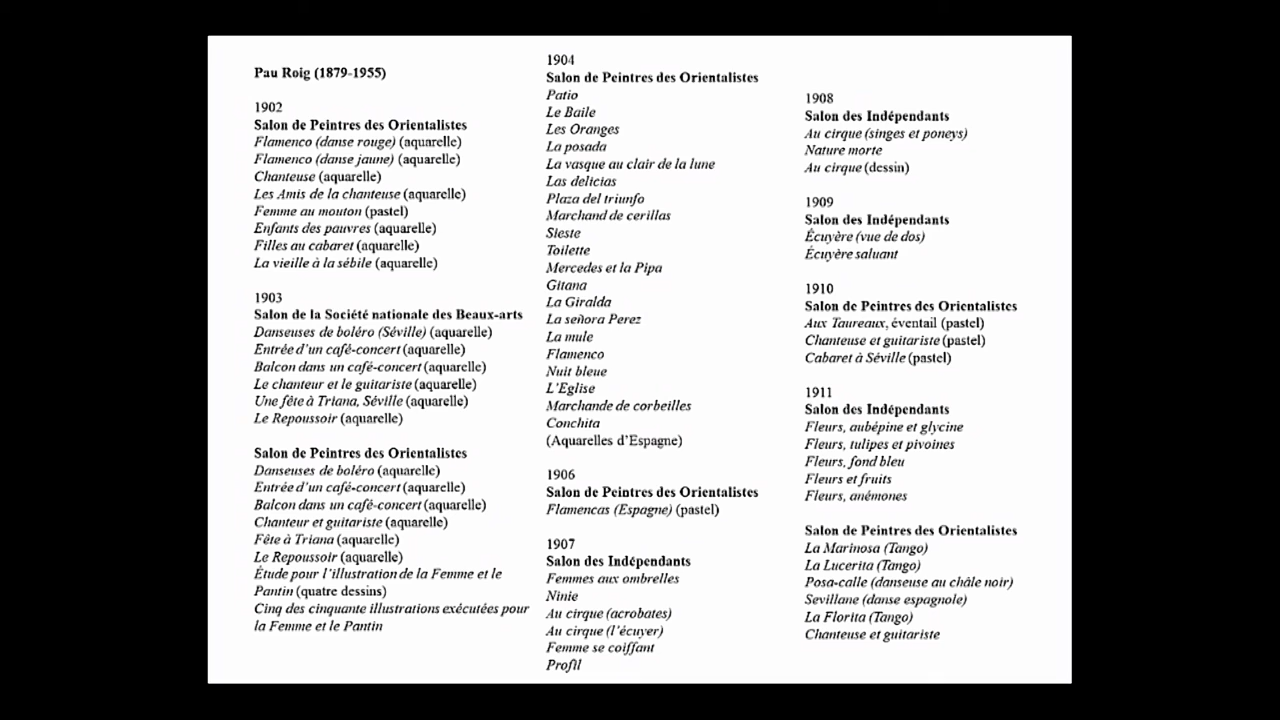 Pau Roig (1879-1955)
1902
Salon de Peintres des Orientalistes
Flamenco (danse rouge) (aquarelle)
Flamenco (danse jaune) (aquarelle)
Chanteuse (aquarelle)
Les Amis de la chanteuse (aquarelle)
Femme au mouton (pastel)
Enfants des pauvres (aquarelle)
Filles au cabaret (aquarelle)
La vieille à la sébile (aquarelle)
1903
Salon de la Société nationale des Beaux-arts
Danseuses de boléro (Séville) (aquarelle)
Entrée d'un café-concert (aquarelle)
Balcon dans un café-concert (aquarelle)
Le chanteur et le guitariste (aquarelle)
Une fête à Triana, Séville (aquarelle)
Le Repoussoir (aquarelle)
Salon de Peintres des Orientalistes
Danseuses de boléro (aquarelle)
Entrée d'un café-concert (aquarelle)
Balcon dans un café-concert (aquarelle)
Chanteur et guitariste (aquarelle)
Fête à Triana (aquarelle)
Le Repoussoir (aquarelle)
Étude pour l'illustration de la Femme et le
Pantin (quatre dessins)
Cinq des cinquante illustrations exécutées pour
la Femme et le Pantin
1904
Salon de Peintres des Orientalistes
Patio
Le Baile
Les Oranges
La posada
La vasque au clair de la lune
Las delicias
Plaza del triunfo
Marchand de cerillas
Sieste
Toilette
Mercedes et la Pipa
Gitana
La Giralda
La señora Perez
La mule
Flamenco
Nuit bleue
L'Eglise
Marchande de corbeilles
Conchita
(Aquarelles d'Espagne)
1906
Salon de Peintres des Orientalistes
Flamencas (Espagne) (pastel)
1907
Salon des Indépendants
Femmes aux ombrelles
Ninie
Au cirque (acrobates)
Au cirque (l'écuyer)
Femme se coiffant
Profil
1908
Salon des Indépendants
Au cirque (singes et poneys)
Nature morte
Au cirque (dessin)
1909
Salon des Indépendants
Écuyère (vue de dos)
Écuyère saluant
1910
Salon de Peintres des Orientalistes
Aux Taureaux, éventail (pastel)
Chanteuse et guitariste (pastel)
Cabaret à Séville (pastel)
1911
Salon des Indépendants
Fleurs, aubépine et glycine
Fleurs, tulipes et pivoines
Fleurs, fond bleu
Fleurs et fruits
Fleurs, anémones
Salon de Peintres des Orientalistes
La Marinosa (Tango)
La Lucerita (Tango)
Posa-calle (danseuse au châle noir)
Sevillane (danse espagnole)
La Florita (Tango)
Chanteuse et guitariste